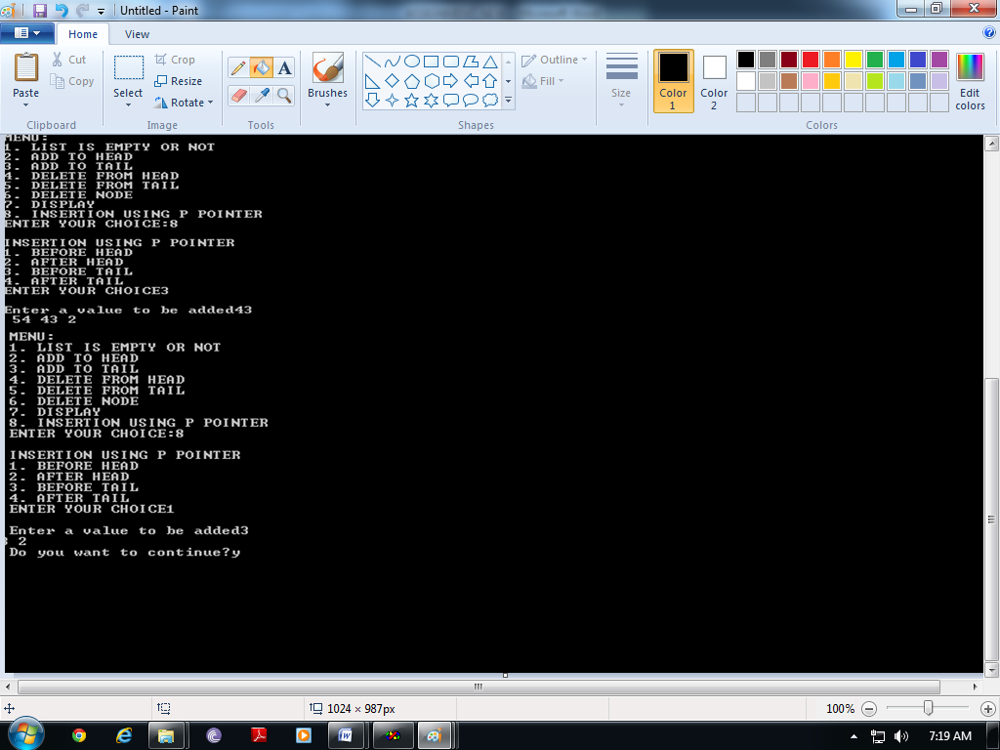 Untitled - Paint
Home View
Paste
Cut
Copy
Clipboard
Select
Crop
Resize
Rotate
Image
A
Tools
Brushes
Outline
Fill
Shapes
Size
Color 1
Color 2
Edit colors
Colors
MENU:
1. LIST IS EMPTY OR NOT
2. ADD TO HEAD
3. ADD TO TAIL
4. DELETE FROM HEAD
5. DELETE FROM TAIL
6. DELETE NODE
7. DISPLAY
8. INSERTION USING P POINTER
ENTER YOUR CHOICE:8
INSERTION USING P POINTER
1. BEFORE HEAD
2. AFTER HEAD
3. BEFORE TAIL
4. AFTER TAIL
ENTER YOUR CHOICE3
Enter a value to be added43
54 43 2
MENU:
1. LIST IS EMPTY OR NOT
2. ADD TO HEAD
3. ADD TO TAIL
4. DELETE FROM HEAD
5. DELETE FROM TAIL
6. DELETE NODE
7. DISPLAY
8. INSERTION USING P POINTER
ENTER YOUR CHOICE:8
INSERTION USING P POINTER
1. BEFORE HEAD
2. AFTER HEAD
3. BEFORE TAIL
4. AFTER TAIL
ENTER YOUR CHOICE1
Enter a value to be added3
2
Do you want to continue?y
1024 × 987px
100%
7:19 AM